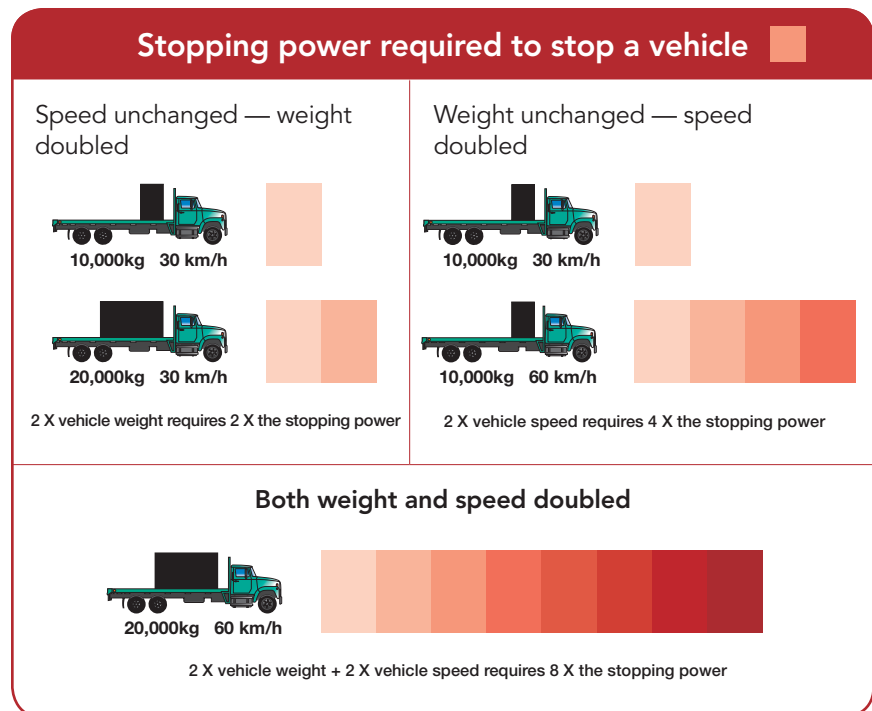 Stopping power required to stop a vehicle
Speed unchanged — weight
doubled
10,000kg 30 km/h
20,000kg 30 km/h
2 X vehicle weight requires 2 X the stopping power
Weight unchanged — speed
doubled
10,000kg 30 km/h
10,000kg 60 km/h
2 X vehicle speed requires 4 X the stopping power
Both weight and speed doubled
20,000kg 60 km/h
2 X vehicle weight + 2 X vehicle speed requires 8 X the stopping power